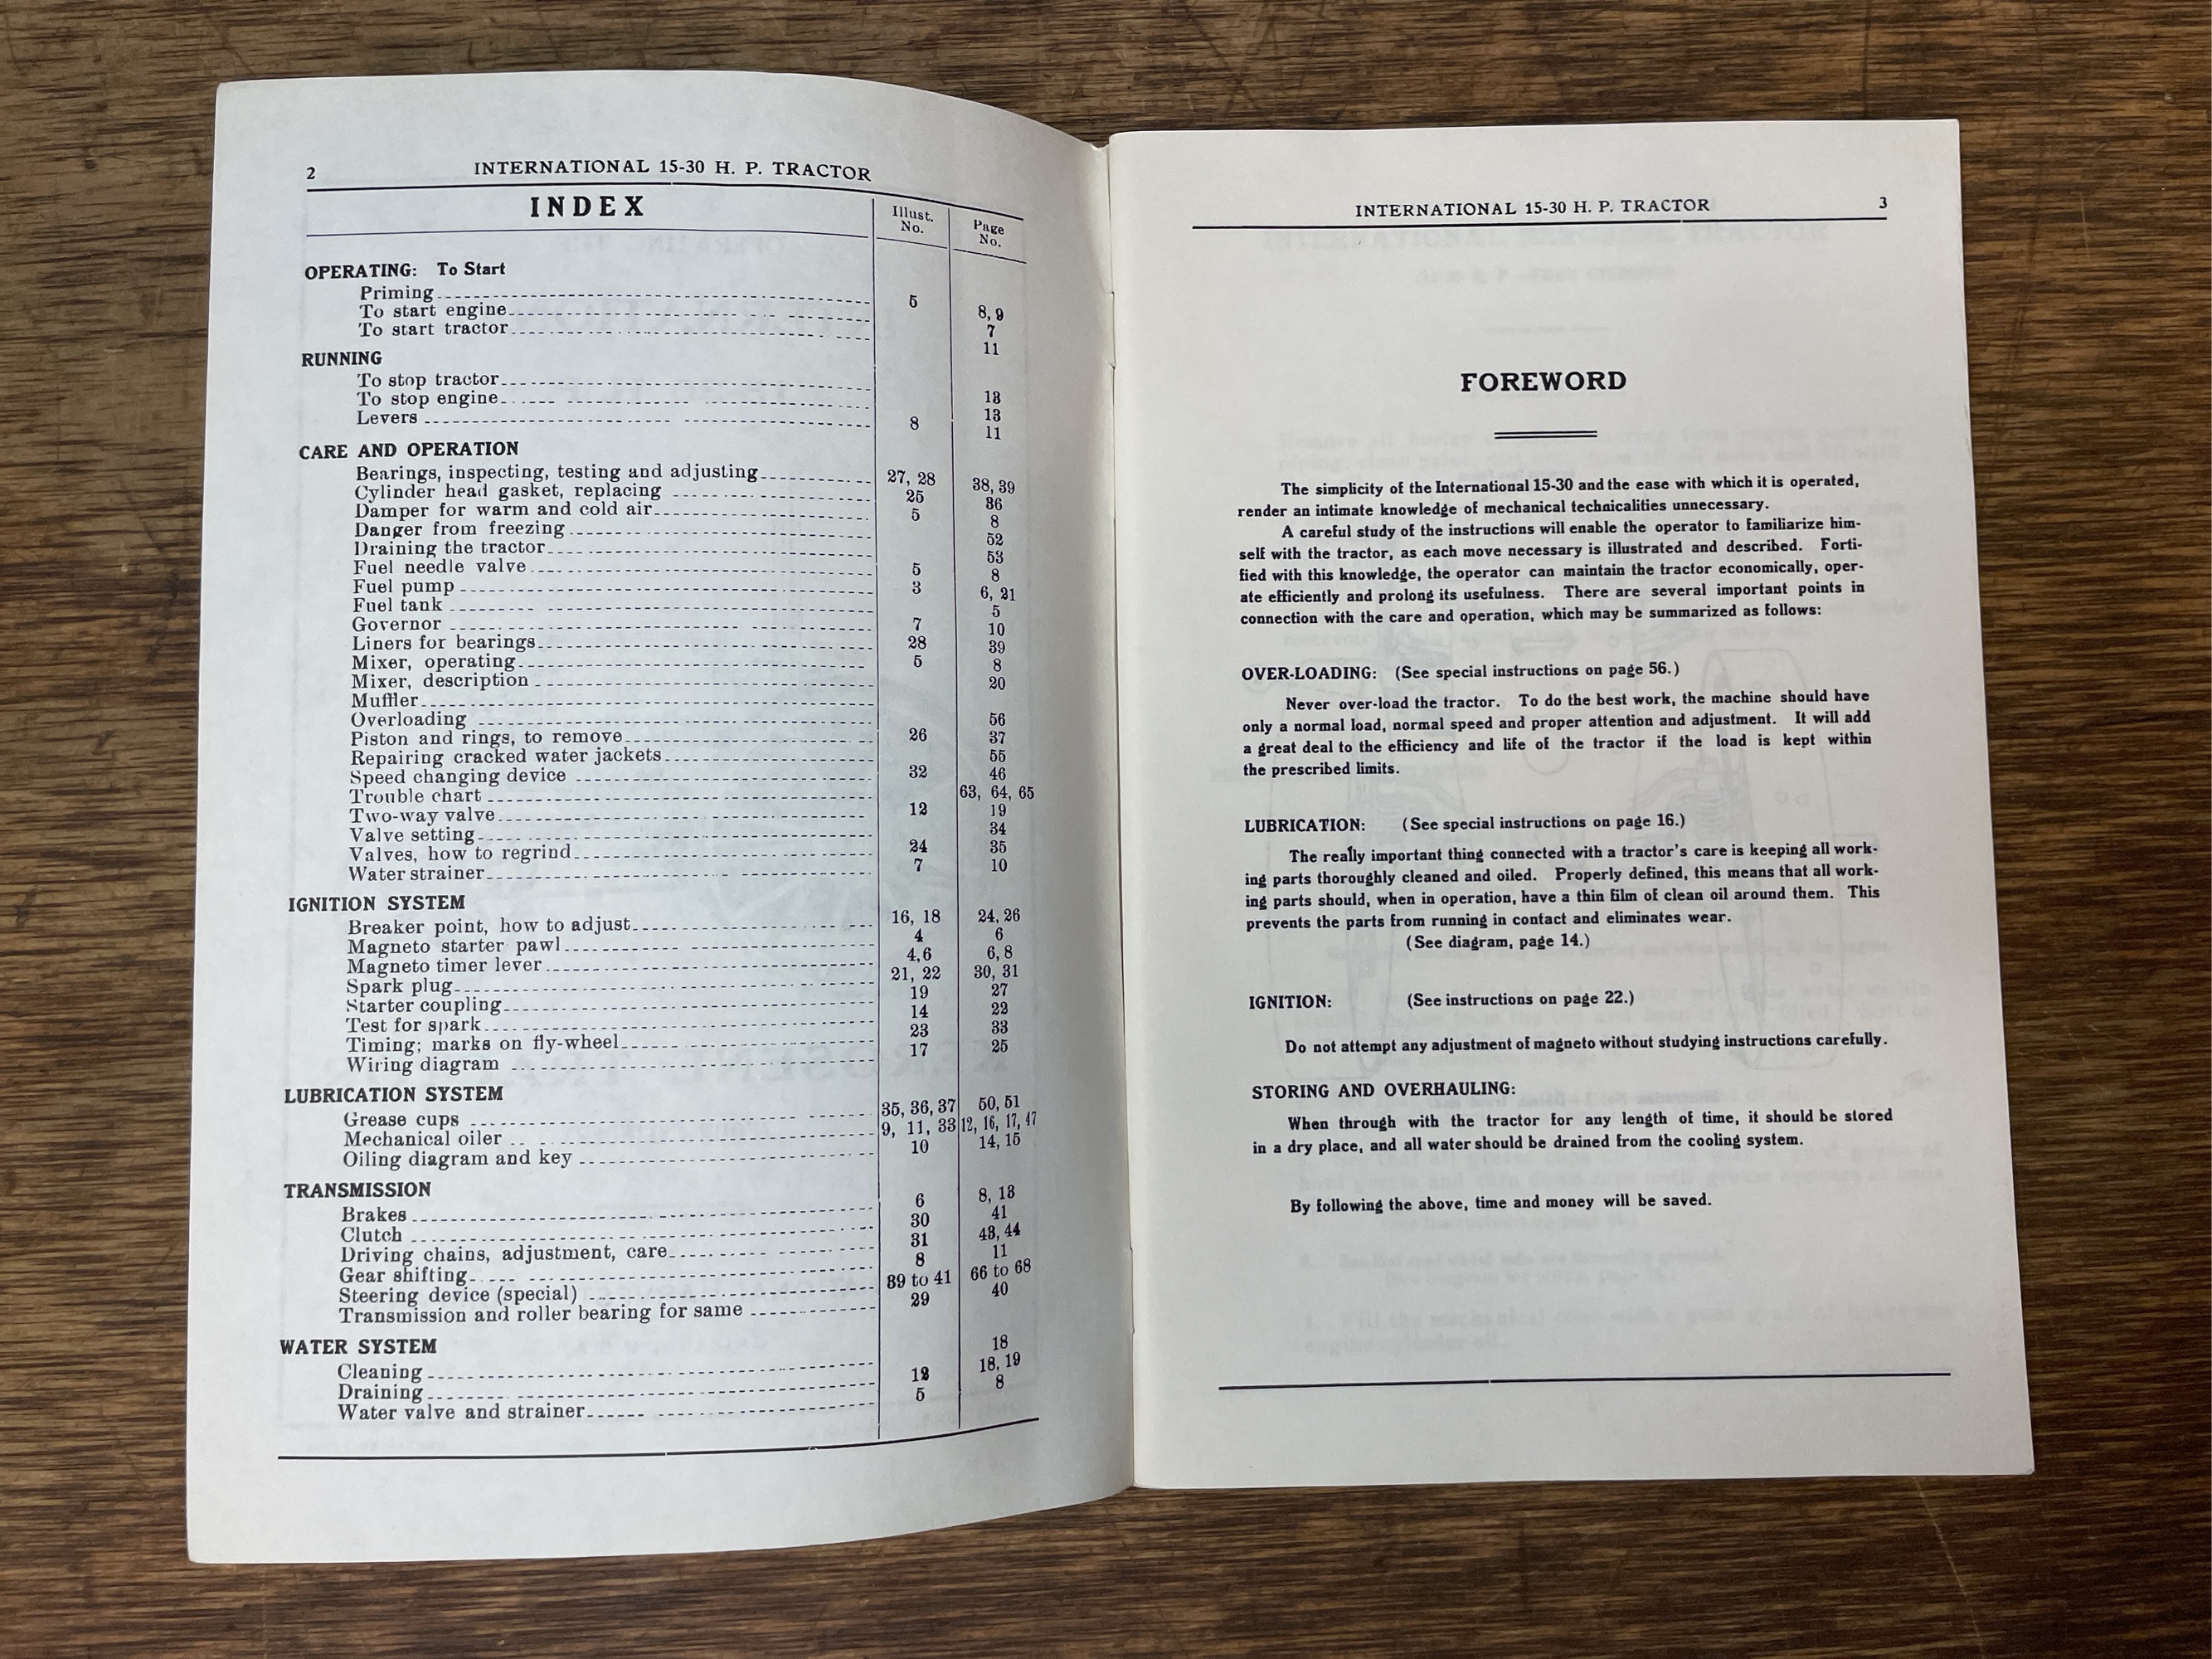 2 INTERNATIONAL 15-30 H. P. TRACTOR
INDEX Illust. No. Page No.
OPERATING: To Start
Priming 5 8, 9
To start engine 7
To start tractor 11
RUNNING
To stop tractor 13
To stop engine 13
Levers 8 11
CARE AND OPERATION
Bearings, inspecting, testing and adjusting 27, 28 38, 39
Cylinder head gasket, replacing 25 36
Damper for warm and cold air 5 8
Danger from freezing 52
Draining the tractor 53
Fuel needle valve 5 8
Fuel pump 3 6, 21
Fuel tank 5
Governor 7 10
Liners for bearings 28 39
Mixer, operating 5 8
Mixer, description 20
Muffler
Overloading 56
Piston and rings, to remove 26 37
Repairing cracked water jackets 55
Speed changing device 32 46
Trouble chart 63, 64, 65
Two-way valve 12 19
Valve setting 34
Valves, how to regrind 24 35
Water strainer 7 10
IGNITION SYSTEM
Breaker point, how to adjust 16, 18 24, 26
Magneto starter pawl 4 6
Magneto timer lever 4,6 6, 8
Spark plug 21, 22 30, 31
Starter coupling 19 27
Test for spark 14 22
Timing; marks on fly-wheel 23 33
Wiring diagram 17 25
LUBRICATION SYSTEM
Grease cups 35, 36, 37 50, 51
Mechanical oiler 9, 11, 33 12, 16, 17, 47
Oiling diagram and key 10 14, 15
TRANSMISSION
Brakes 6 8, 13
Clutch 30 41
Driving chains, adjustment, care 31 43, 44
Gear shifting 8 11
Steering device (special) 39 to 41 66 to 68
Transmission and roller bearing for same 29 40
WATER SYSTEM
Cleaning 18
Draining 12 18, 19
Water valve and strainer 5 8
INTERNATIONAL 15-30 H. P. TRACTOR 3
FOREWORD
The simplicity of the International 15-30 and the ease with which it is operated,
render an intimate knowledge of mechanical technicalities unnecessary.
A careful study of the instructions will enable the operator to familiarize him-
self with the tractor, as each move necessary is illustrated and described. Forti-
fied with this knowledge, the operator can maintain the tractor economically, oper-
ate efficiently and prolong its usefulness. There are several important points in
connection with the care and operation, which may be summarized as follows:
OVER-LOADING: (See special instructions on page 56.)
Never over-load the tractor. To do the best work, the machine should have
only a normal load, normal speed and proper attention and adjustment. It will add
a great deal to the efficiency and life of the tractor if the load is kept within
the prescribed limits.
LUBRICATION: (See special instructions on page 16.)
The really important thing connected with a tractor's care is keeping all work-
ing parts thoroughly cleaned and oiled. Properly defined, this means that all work-
ing parts should, when in operation, have a thin film of clean oil around them. This
prevents the parts from running in contact and eliminates wear.
(See diagram, page 14.)
IGNITION: (See instructions on page 22.)
Do not attempt any adjustment of magneto without studying instructions carefully.
STORING AND OVERHAULING:
When through with the tractor for any length of time, it should be stored
in a dry place, and all water should be drained from the cooling system.
By following the above, time and money will be saved.